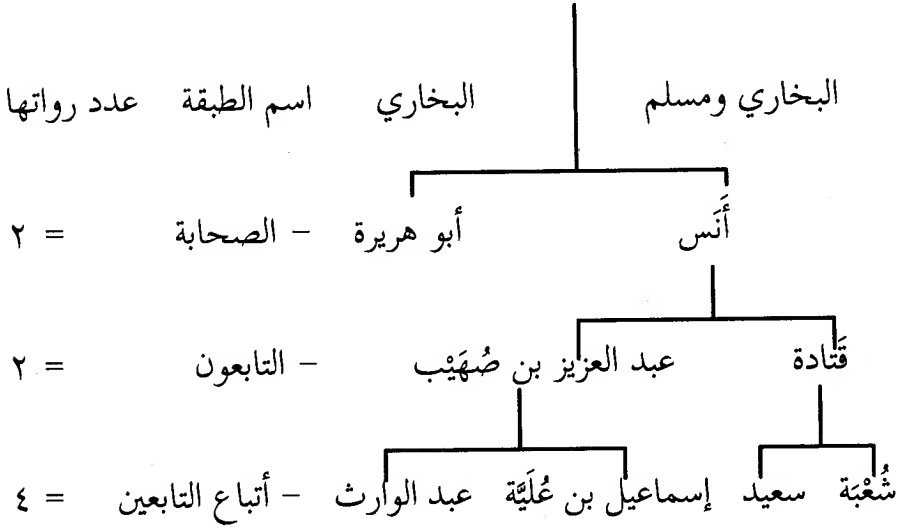 البخاري ومسلم البخاري اسم الطبقة عدد رواتها
أَنَس أبو هريرة – الصحابة = ٢
قَتادة عبد العزيز بن صُهَيْب – التابعون = ٢
شُعْبَة سعيد إسماعيل بن عُلَيَّة عبد الوارث – أتباع التابعين = ٤